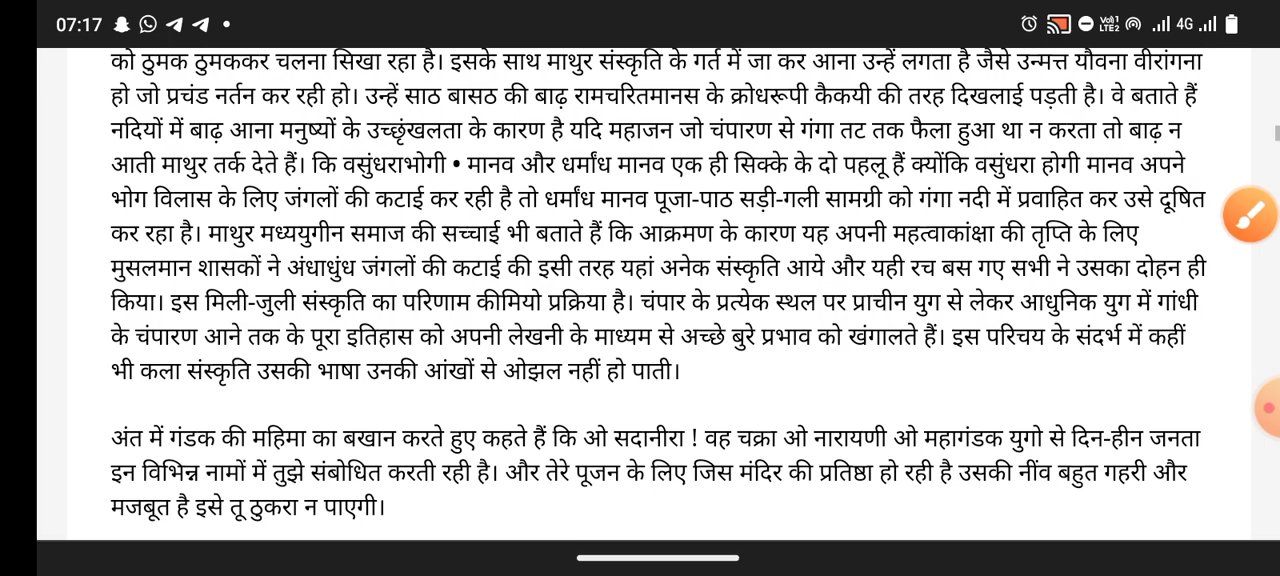 07:17
Vol) 1
LTE2
4G
को ठुमक ठुमककर चलना सिखा रहा है। इसके साथ माथुर संस्कृति के गर्त में जा कर आना उन्हें लगता है जैसे उन्मत्त यौवना वीरांगना
हो जो प्रचंड नर्तन कर रही हो। उन्हें साठ बासठ की बाढ़ रामचरितमानस के क्रोधरूपी कैकयी की तरह दिखलाई पड़ती है। वे बताते हैं
नदियों में बाढ़ आना मनुष्यों के उच्छृंखलता के कारण है यदि महाजन जो चंपारण से गंगा तट तक फैला हुआ था न करता तो बाढ़ न
आती माथुर तर्क देते हैं। कि वसुंधराभोगी • मानव और धर्मांध मानव एक ही सिक्के के दो पहलू हैं क्योंकि वसुंधरा होगी मानव अपने
भोग विलास के लिए जंगलों की कटाई कर रही है तो धर्मांध मानव पूजा-पाठ सड़ी-गली सामग्री को गंगा नदी में प्रवाहित कर उसे दूषित
कर रहा है। माथुर मध्ययुगीन समाज की सच्चाई भी बताते हैं कि आक्रमण के कारण यह अपनी महत्वाकांक्षा की तृप्ति के लिए
मुसलमान शासकों ने अंधाधुंध जंगलों की कटाई की इसी तरह यहां अनेक संस्कृति आये और यही रच बस गए सभी ने उसका दोहन ही
किया। इस मिली-जुली संस्कृति का परिणाम कीमियो प्रक्रिया है। चंपार के प्रत्येक स्थल पर प्राचीन युग से लेकर आधुनिक युग में गांधी
के चंपारण आने तक के पूरा इतिहास को अपनी लेखनी के माध्यम से अच्छे बुरे प्रभाव को खंगालते हैं। इस परिचय के संदर्भ में कहीं
भी कला संस्कृति उसकी भाषा उनकी आंखों से ओझल नहीं हो पाती।
अंत में गंडक की महिमा का बखान करते हुए कहते हैं कि ओ सदानीरा ! वह चक्रा ओ नारायणी ओ महागंडक युगो से दिन-हीन जनता
इन विभिन्न नामों में तुझे संबोधित करती रही है। और तेरे पूजन के लिए जिस मंदिर की प्रतिष्ठा हो रही है उसकी नींव बहुत गहरी और
मजबूत है इसे तू ठुकरा न पाएगी।